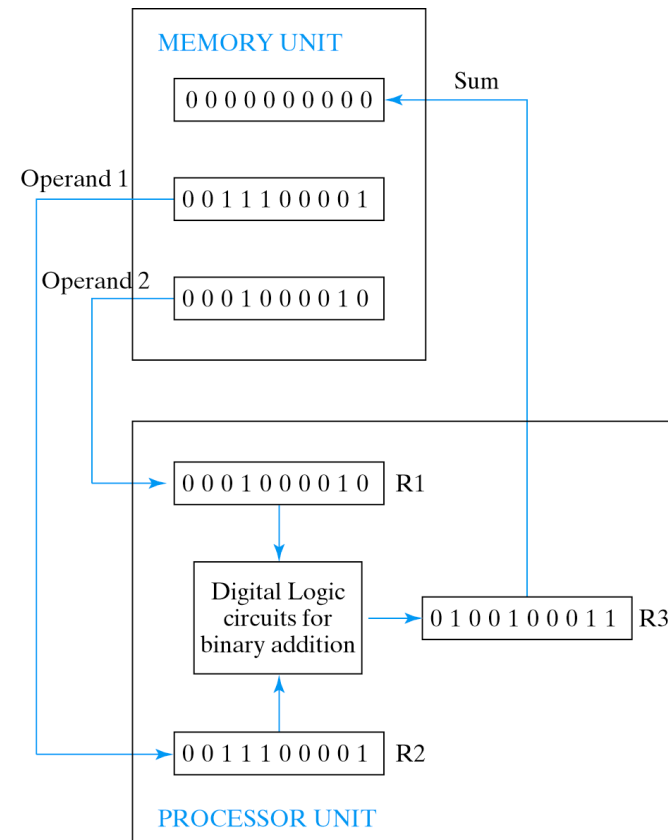 MEMORY UNIT
Sum
0 0 0 0 0 0 0 0 0 0
Operand 1
0 0 1 1 1 0 0 0 0 1
Operand 2
0 0 0 1 0 0 0 0 1 0
0 0 0 1 0 0 0 0 1 0 R1
Digital Logic
circuits for
binary addition
0 1 0 0 1 0 0 0 1 1 R3
0 0 1 1 1 0 0 0 0 1 R2
PROCESSOR UNIT